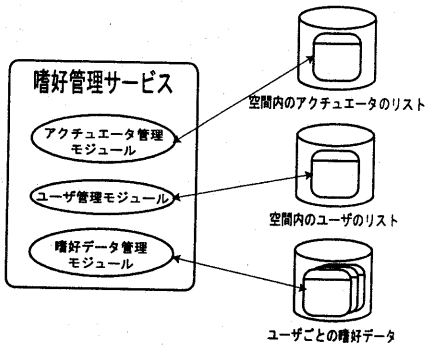 嗜好管理サービス
アクチュエータ管理
モジュール
ユーザ管理モジュール
嗜好データ管理
モジュール
空間内のアクチュエータのリスト
空間内のユーザのリスト
ユーザごとの嗜好データ